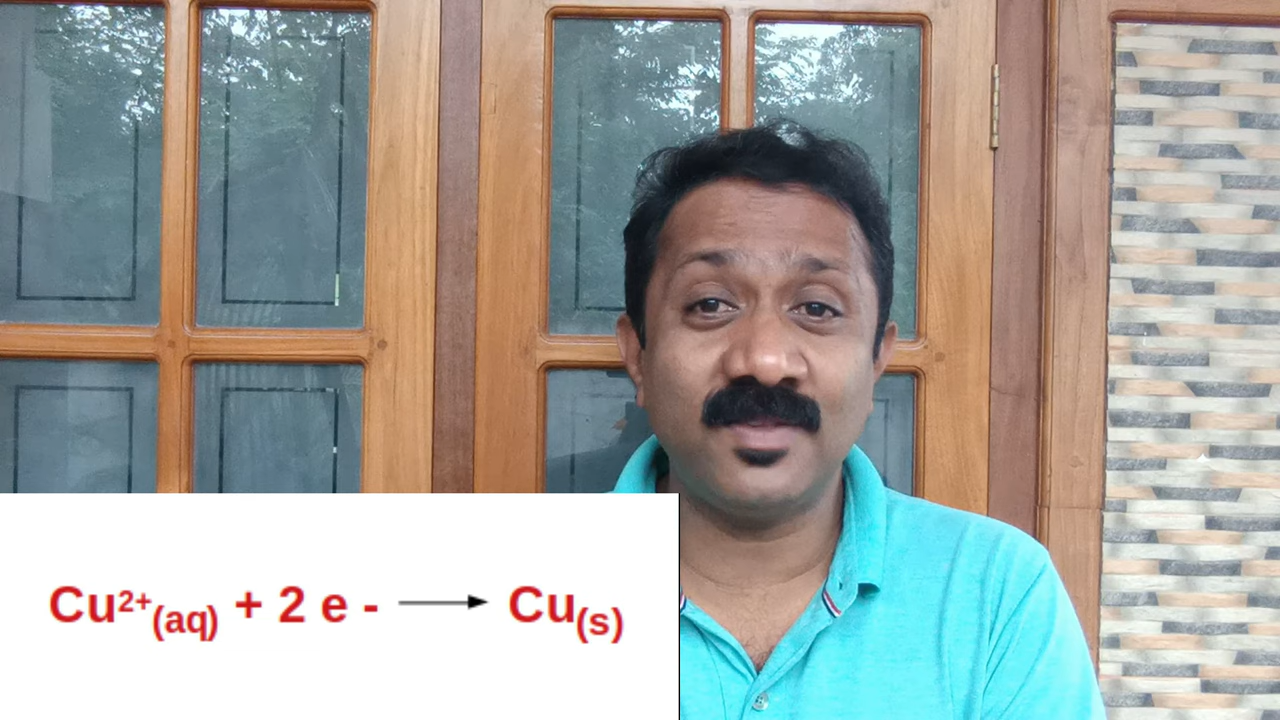 Cu²⁺(aq) + 2 e - ⟶ Cu(s)